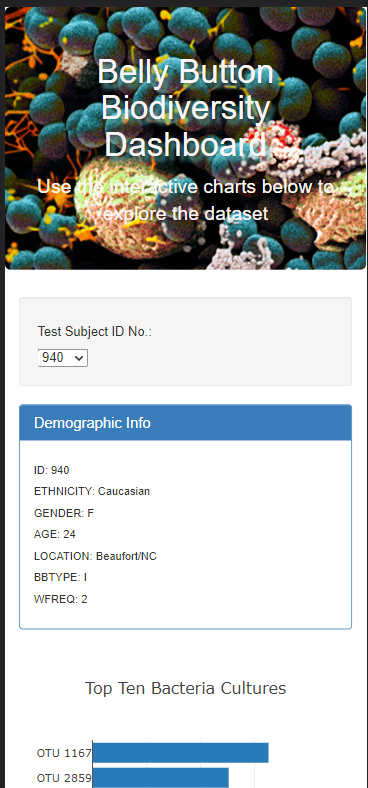 Belly Button
Biodiversity
Dashboard
Use the interactive charts below to
explore the dataset
Test Subject ID No.:
940
Demographic Info
ID: 940
ETHNICITY: Caucasian
GENDER: F
AGE: 24
LOCATION: Beaufort/NC
BBTYPE: I
WFREQ: 2
Top Ten Bacteria Cultures
OTU 1167
OTU 2859